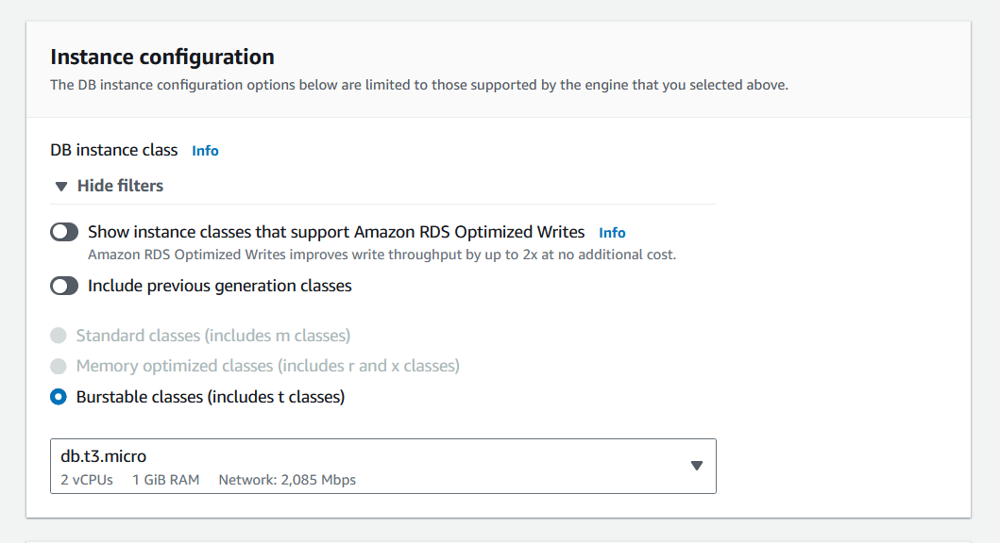 Instance configuration
The DB instance configuration options below are limited to those supported by the engine that you selected above.
DB instance class Info
Hide filters
Show instance classes that support Amazon RDS Optimized Writes Info
Amazon RDS Optimized Writes improves write throughput by up to 2x at no additional cost.
Include previous generation classes
Standard classes (includes m classes)
Memory optimized classes (includes r and x classes)
Burstable classes (includes t classes)
db.t3.micro
2 vCPUs 1 GiB RAM Network: 2,085 Mbps